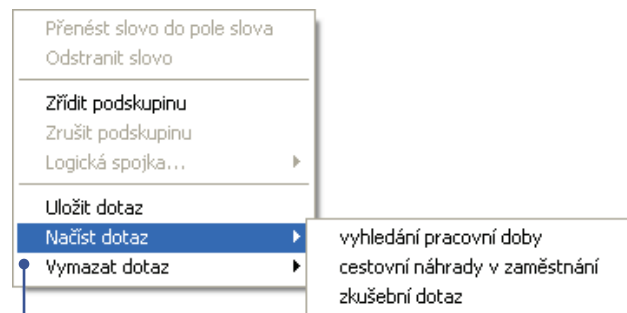 Přenést slovo do pole slova
Odstranit slovo
Zřídit podskupinu
Zrušit podskupinu
Logická spojka...
Uložit dotaz
Načíst dotaz
Vymazat dotaz
vyhledání pracovní doby
cestovní náhrady v zaměstnání
zkušební dotaz